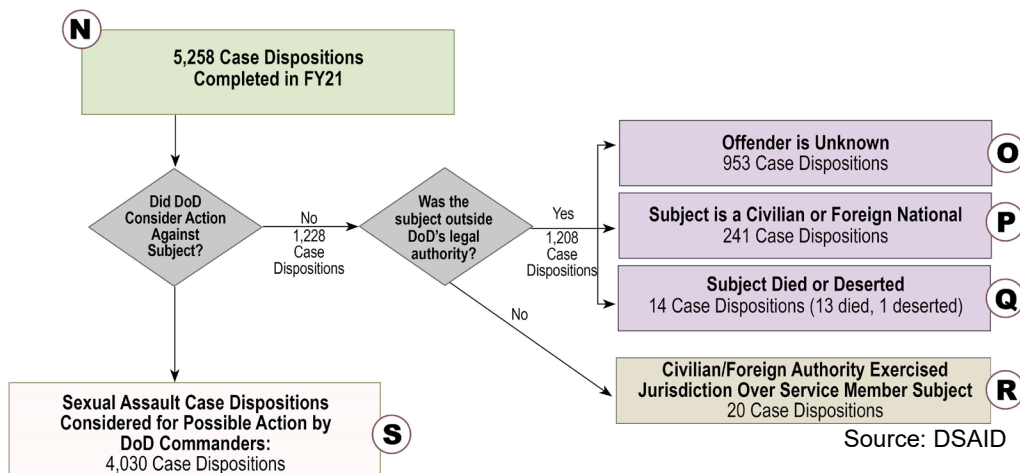 N
5,258 Case Dispositions
Completed in FY21
Did DoD
Consider Action
Against
Subject?
No
1,228
Case
Dispositions
Was the
subject outside
DoD's legal
authority?
Yes
1,208
Case
Dispositions
Offender is Unknown
953 Case Dispositions
O
Subject is a Civilian or Foreign National
241 Case Dispositions
P
Subject Died or Deserted
14 Case Dispositions (13 died, 1 deserted)
Q
No
Civilian/Foreign Authority Exercised
Jurisdiction Over Service Member Subject
20 Case Dispositions
R
Sexual Assault Case Dispositions
Considered for Possible Action by
DoD Commanders:
4,030 Case Dispositions
S
Source: DSAID